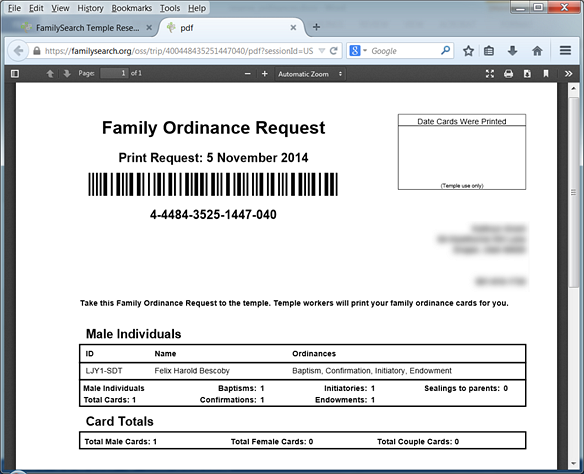 File Edit View History Bookmarks Tools Help
FamilySearch Temple Rese... × pdf × +
https://familysearch.org/oss/trip/400448435251447040/pdf?sessionId=US
Google
Page: 1 of 1 Automatic Zoom
Family Ordinance Request
Date Cards Were Printed
Print Request: 5 November 2014
(Temple use only)
4-4484-3525-1447-040
Take this Family Ordinance Request to the temple. Temple workers will print your family ordinance cards for you.
Male Individuals
ID Name Ordinances
LJY1-SDT Felix Harold Bescoby Baptism, Confirmation, Initiatory, Endowment
Male Individuals Baptisms: 1 Initiatories: 1 Sealings to parents: 0
Total Cards: 1 Confirmations: 1 Endowments: 1
Card Totals
Total Male Cards: 1 Total Female Cards: 0 Total Couple Cards: 0